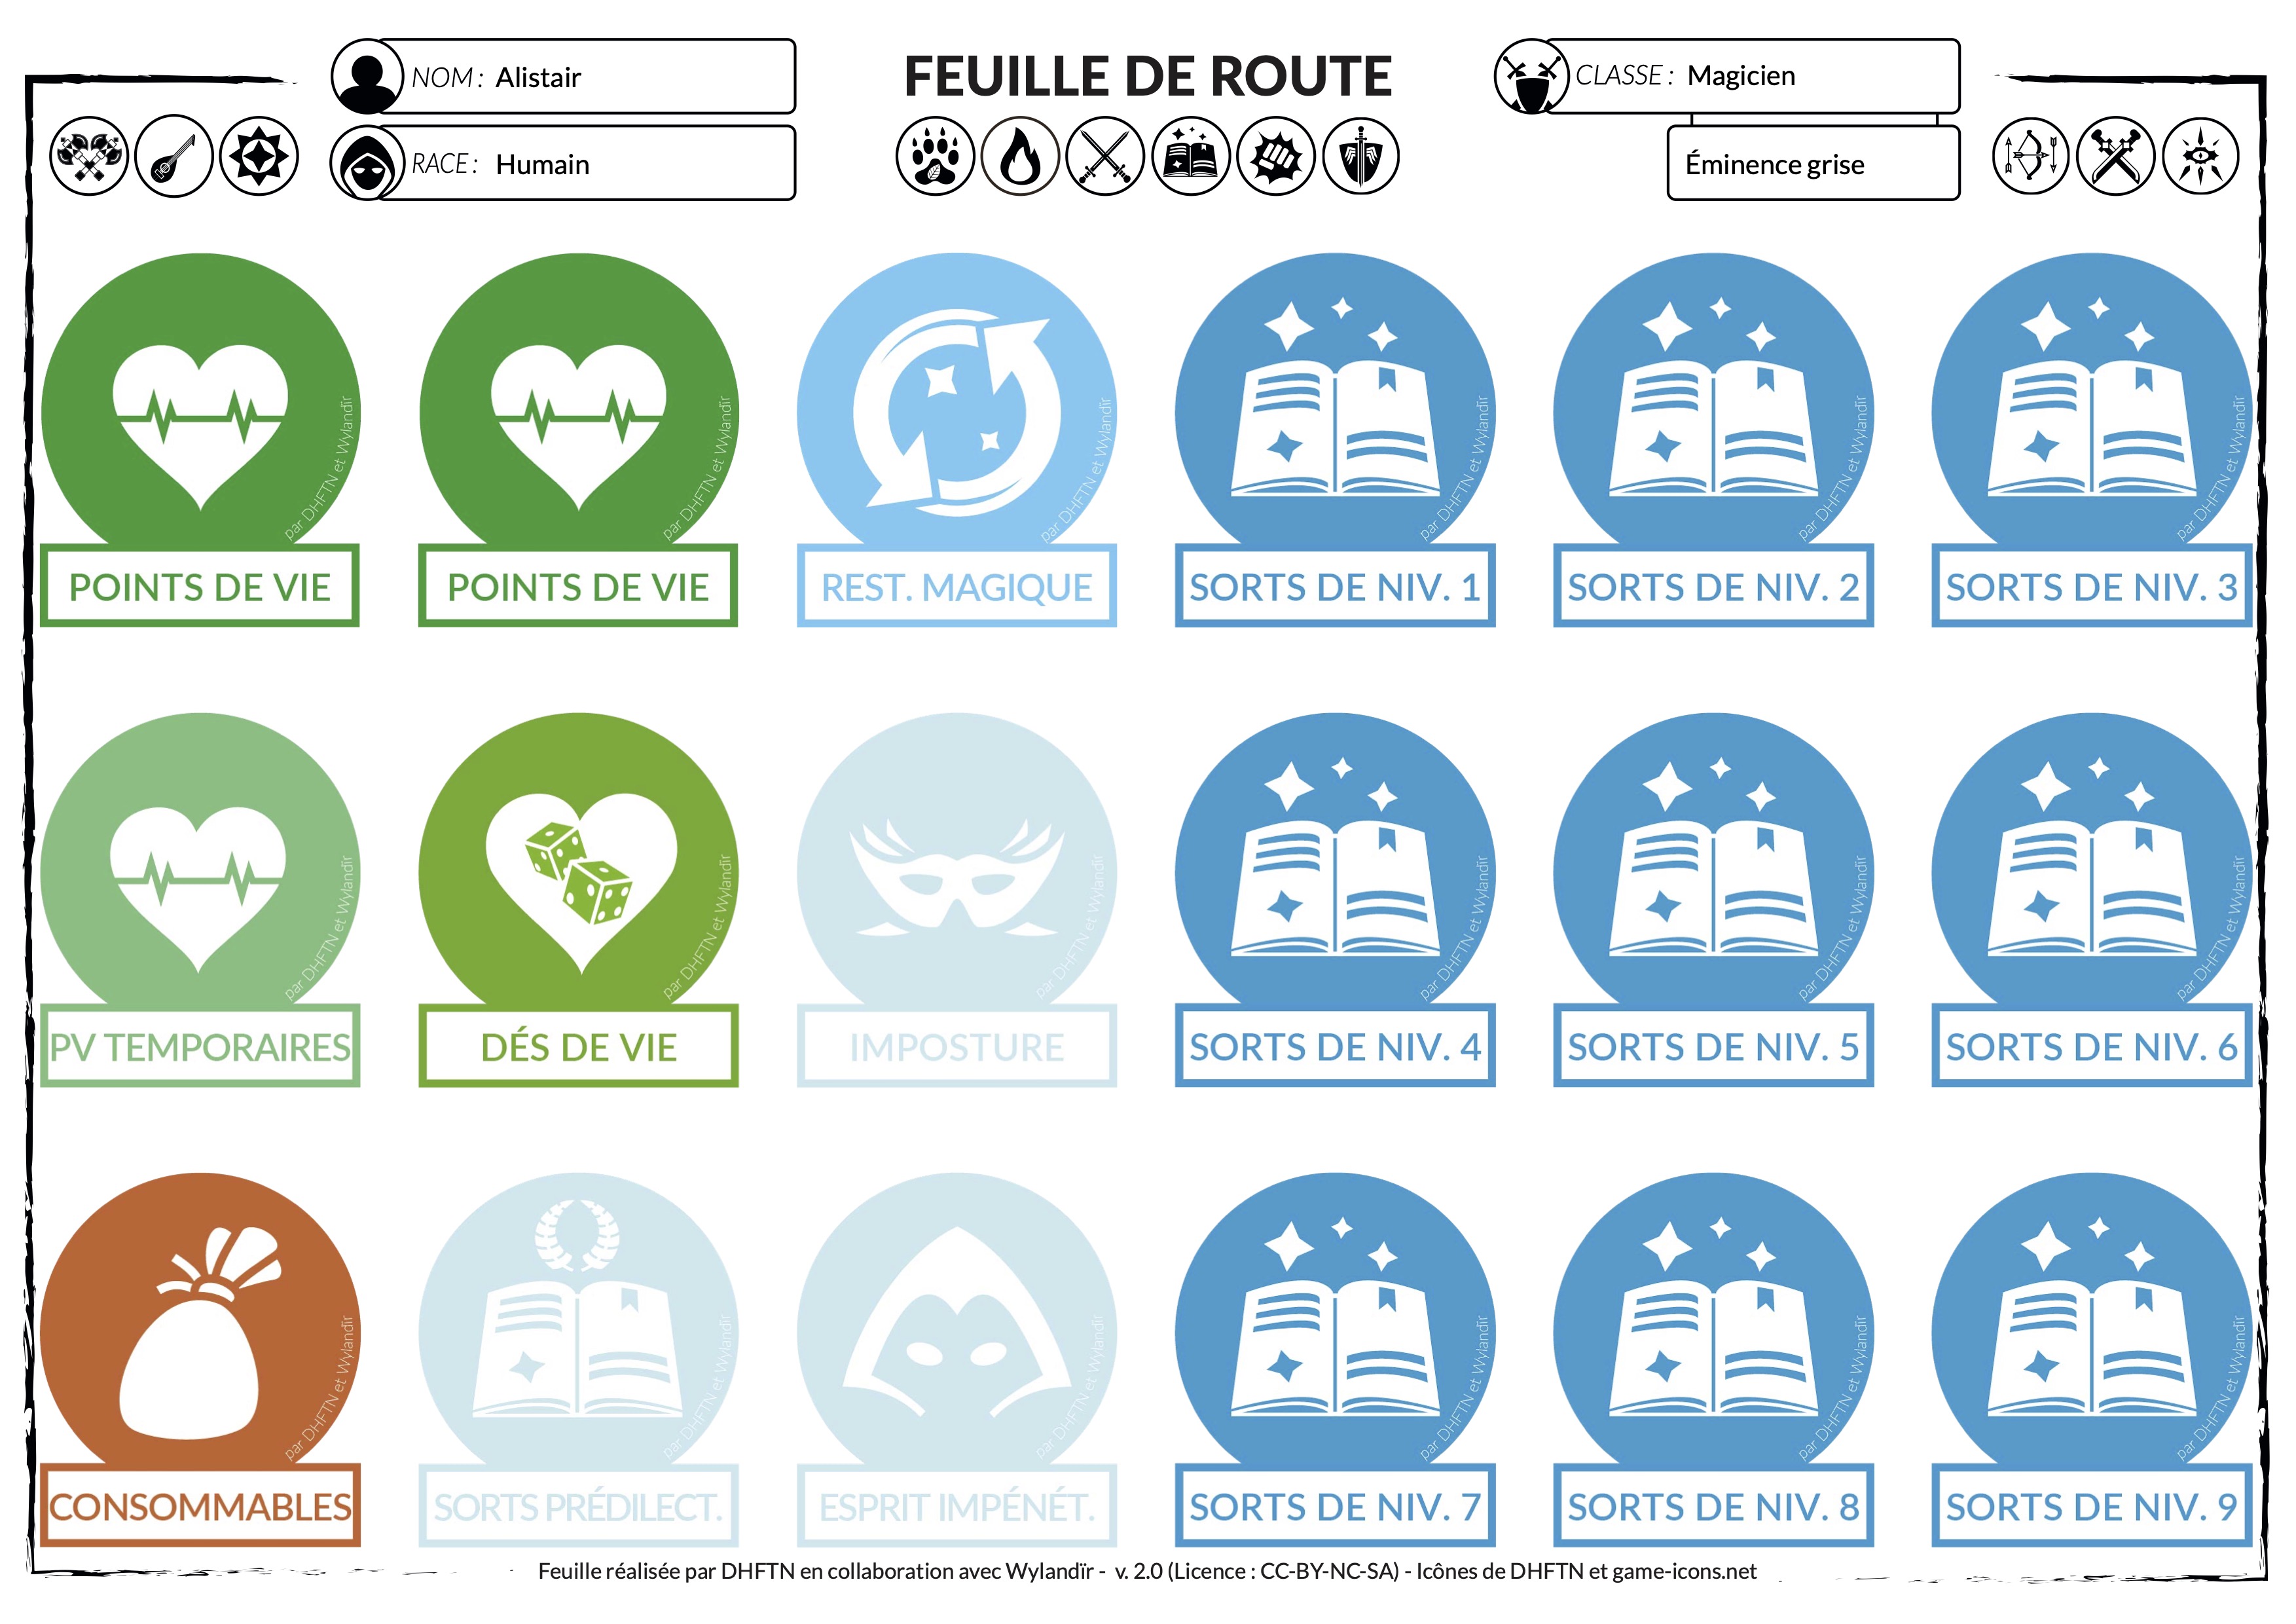 NOM : Alistair
FEUILLE DE ROUTE
CLASSE : Magicien
RACE : Humain
Éminence grise
par DHFTN et Wylandïr
par DHFTN et Wylandïr
par DHFTN et Wylandïr
par DHFTN et Wylandïr
par DHFTN et Wylandïr
par DHFTN et Wylandïr
POINTS DE VIE
POINTS DE VIE
REST. MAGIQUE
SORTS DE NIV. 1
SORTS DE NIV. 2
SORTS DE NIV. 3
par DHFTN et Wylandïr
par DHFTN et Wylandïr
par DHFTN et Wylandïr
par DHFTN et Wylandïr
par DHFTN et Wylandïr
par DHFTN et Wylandïr
PV TEMPORAIRES
DÉS DE VIE
IMPOSTURE
SORTS DE NIV. 4
SORTS DE NIV. 5
SORTS DE NIV. 6
par DHFTN et Wylandïr
par DHFTN et Wylandïr
par DHFTN et Wylandïr
par DHFTN et Wylandïr
par DHFTN et Wylandïr
par DHFTN et Wylandïr
CONSOMMABLES
SORTS PRÉDILECT.
ESPRIT IMPÉNÉT.
SORTS DE NIV. 7
SORTS DE NIV. 8
SORTS DE NIV. 9
Feuille réalisée par DHFTN en collaboration avec Wylandïr - v. 2.0 (Licence : CC-BY-NC-SA) - Icônes de DHFTN et game-icons.net